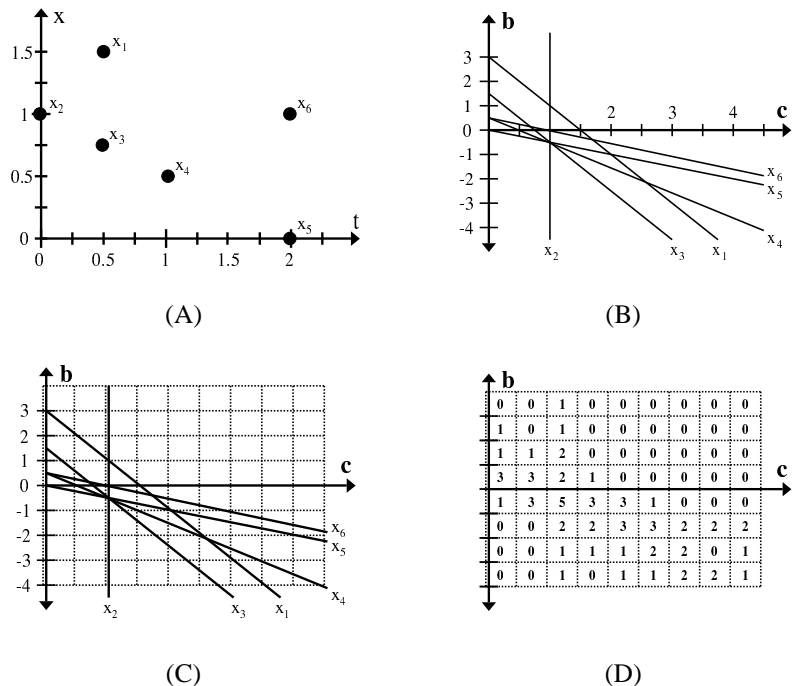 x
1.5
x1
1
x2
x6
x3
0.5
x4
x5
t
0
0 0.5 1 1.5 2
(A)
b
3
2
1
0
-1
-2
-3
-4
2 3 4
c
x6
x5
x4
x2 x3 x1
(B)
b
3
2
1
0
-1
-2
-3
-4
c
x6
x5
x4
x2 x3 x1
(C)
b
0 0 1 0 0 0 0 0 0
1 0 1 0 0 0 0 0 0
1 1 2 0 0 0 0 0 0
c
3 3 2 1 0 0 0 0 0
1 3 5 3 3 1 0 0 0
0 0 2 2 3 3 2 2 2
0 0 1 1 1 2 2 0 1
0 0 1 0 1 1 2 2 1
(D)